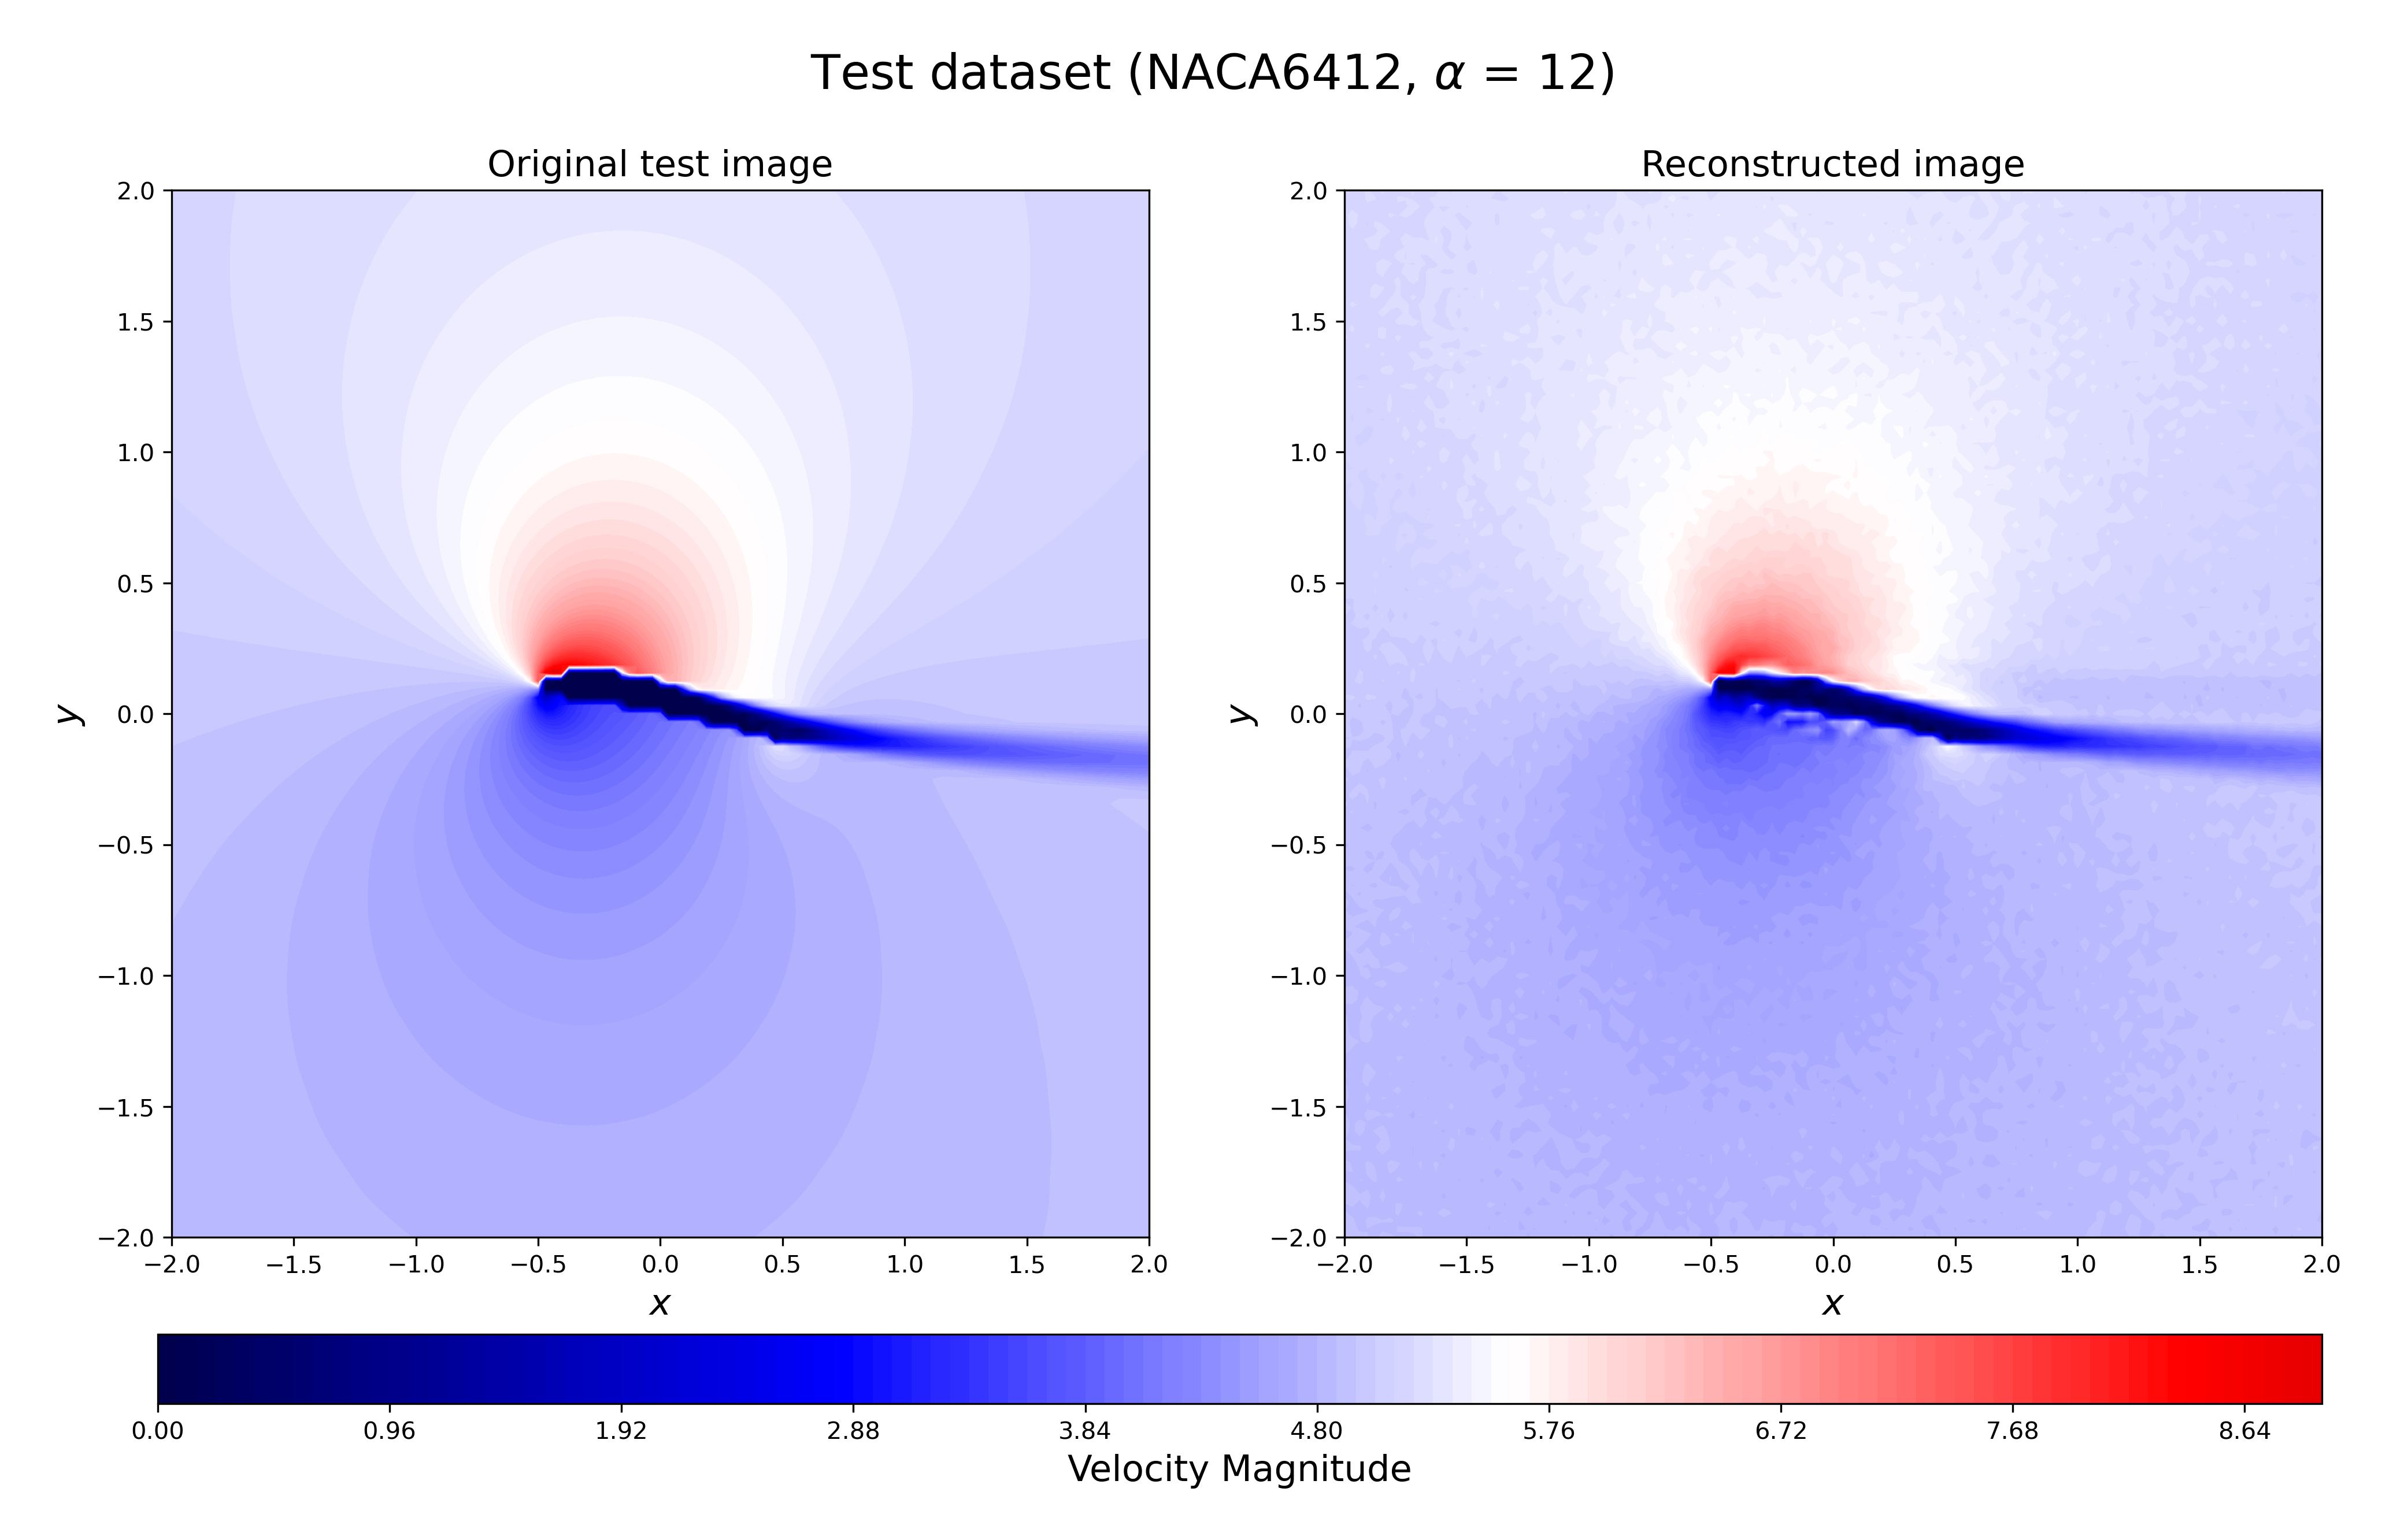 Test dataset (NACA6412, α = 12)
Original test image
Reconstructed image
2.0
1.5
1.0
0.5
0.0
−0.5
−1.0
−1.5
−2.0
y
−2.0 −1.5 −1.0 −0.5 0.0 0.5 1.0 1.5 2.0
x
2.0
1.5
1.0
0.5
0.0
−0.5
−1.0
−1.5
−2.0
y
−2.0 −1.5 −1.0 −0.5 0.0 0.5 1.0 1.5 2.0
x
0.00 0.96 1.92 2.88 3.84 4.80 5.76 6.72 7.68 8.64
Velocity Magnitude